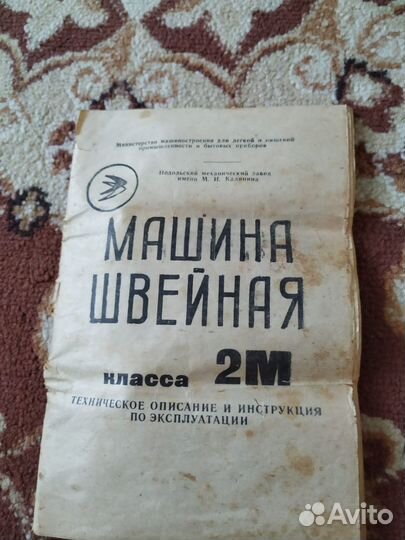 Министерство машиностроения для легкой и пищевой
промышленности и бытовых приборов
Подольский механический завод
имени М. И. Калинина
МАШИНА
ШВЕЙНАЯ
класса 2М
ТЕХНИЧЕСКОЕ ОПИСАНИЕ И ИНСТРУКЦИЯ
ПО ЭКСПЛУАТАЦИИ
Avito